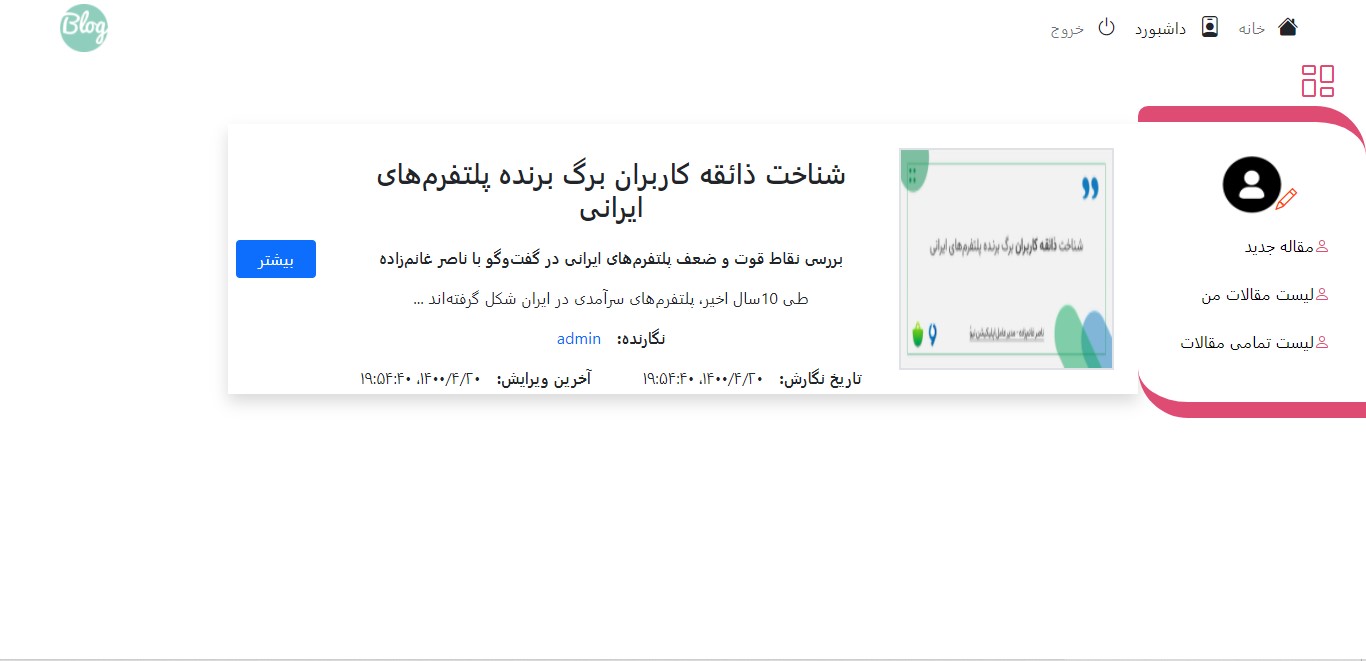 خانه
داشبورد
خروج
Blog
مقاله جدید
لیست مقالات من
لیست تمامی مقالات
شناخت ذائقه کاربران برگ برنده پلتفرم‌های ایرانی
ناصر غانم‌زاده - مدیرعامل اپلیکیشن نیو
شناخت ذائقه کاربران برگ برنده پلتفرم‌های
ایرانی
بررسی نقاط قوت و ضعف پلتفرم‌های ایرانی در گفت‌وگو با ناصر غانم‌زاده
طی 10سال اخیر، پلتفرم‌های سرآمدی در ایران شکل گرفته‌اند ...
نگارنده: admin
تاریخ نگارش: ۱۴۰۰/۴/۲۰، ۱۹:۵۴:۴۰ آخرین ویرایش: ۱۴۰۰/۴/۲۰، ۱۹:۵۴:۴۰
بیشتر